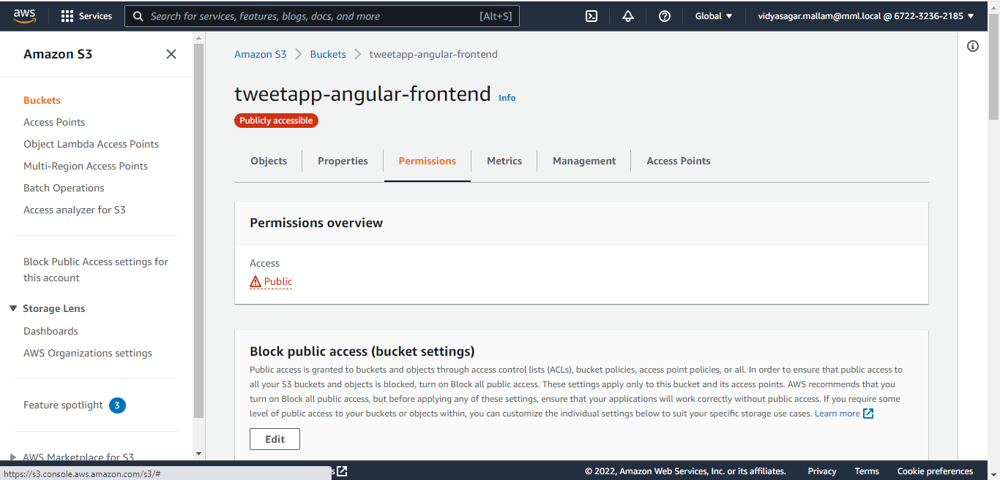 aws Services Search for services, features, blogs, docs, and more [Alt+S] Global vidyasagar.mallam@mml.local @ 6722-3236-2185
Amazon S3
Buckets
Access Points
Object Lambda Access Points
Multi-Region Access Points
Batch Operations
Access analyzer for S3
Block Public Access settings for
this account
Storage Lens
Dashboards
AWS Organizations settings
Feature spotlight 3
AWS Marketplace for S3
Amazon S3 Buckets tweetapp-angular-frontend
tweetapp-angular-frontend Info
Publicly accessible
Objects Properties Permissions Metrics Management Access Points
Permissions overview
Access
Public
Block public access (bucket settings)
Public access is granted to buckets and objects through access control lists (ACLs), bucket policies, access point policies, or all. In order to ensure that public access to
all your S3 buckets and objects is blocked, turn on Block all public access. These settings apply only to this bucket and its access points. AWS recommends that you
turn on Block all public access, but before applying any of these settings, ensure that your applications will work correctly without public access. If you require some
level of public access to your buckets or objects within, you can customize the individual settings below to suit your specific storage use cases. Learn more
Edit
https://s3.console.aws.amazon.com/s3/# © 2022, Amazon Web Services, Inc. or its affiliates. Privacy Terms Cookie preferences